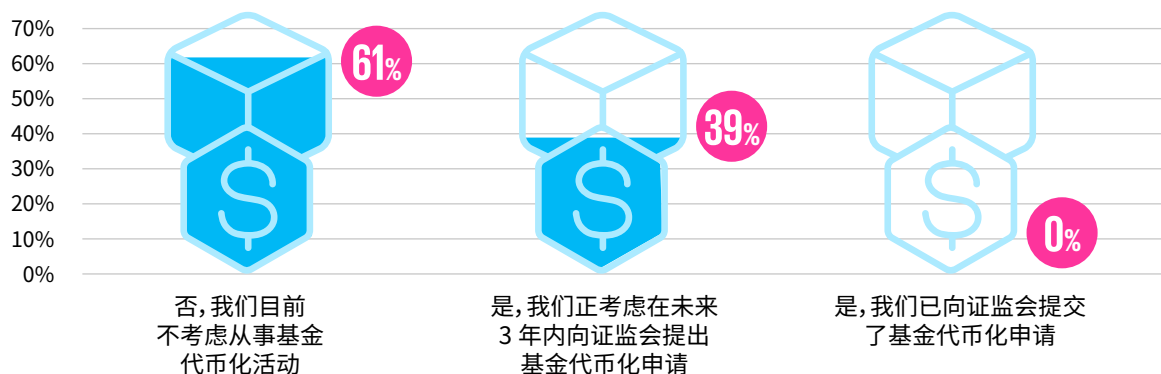 70%
60%
50%
40%
30%
20%
10%
0%
61%
39%
0%
$
$
$
否，我们目前
不考虑从事基金
代币化活动
是，我们正考虑在未来
3 年内向证监会提出
基金代币化申请
是，我们已向证监会提交
了基金代币化申请